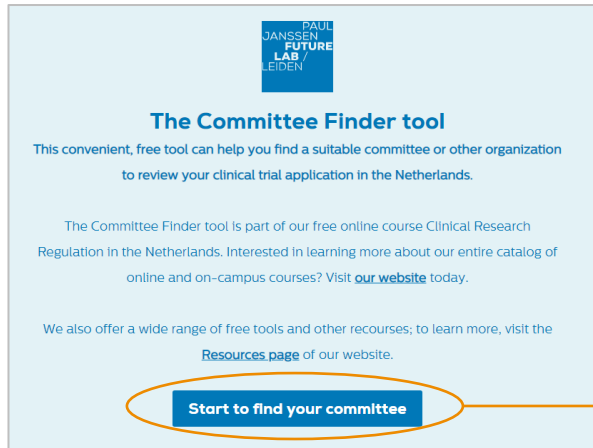 PAUL
JANSSEN
FUTURE
LAB /
LEIDEN
The Committee Finder tool
This convenient, free tool can help you find a suitable committee or other organization
to review your clinical trial application in the Netherlands.
The Committee Finder tool is part of our free online course Clinical Research
Regulation in the Netherlands. Interested in learning more about our entire catalog of
online and on-campus courses? Visit our website today.
We also offer a wide range of free tools and other recourses; to learn more, visit the
Resources page of our website.
Start to find your committee